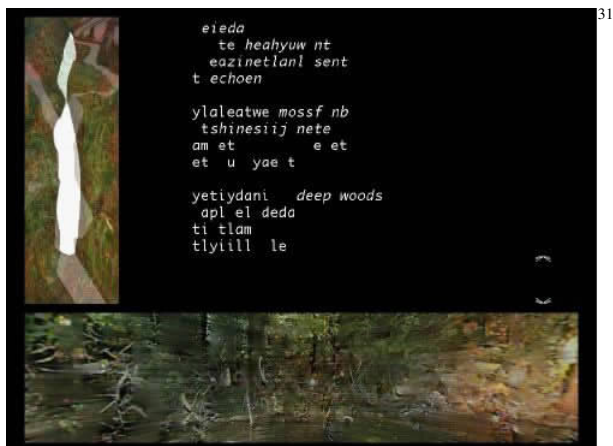 31
eieda
te heahyuw nt
eazinetlanl sent
t echoen
ylaleatwe mossf nb
tshinesiij nete
am et e et
et u yae t
yetiydani deep woods
apl el deda
ti tlam
tlyiill le